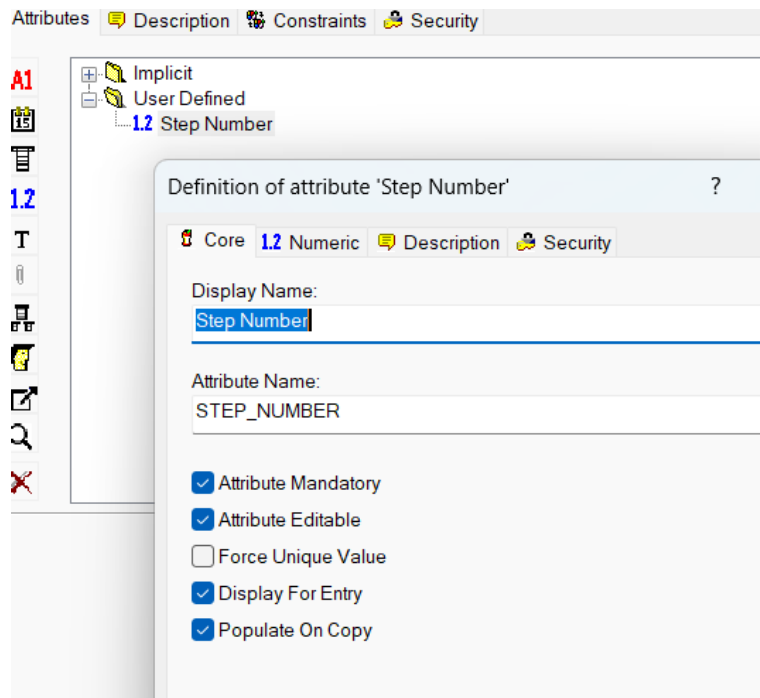 Attributes Description Constraints Security
A1
Implicit
15
User Defined
1.2 Step Number
1.2
T
Definition of attribute 'Step Number' ?
Core 1.2 Numeric Description Security
Display Name:
Step Number
Attribute Name:
STEP_NUMBER
Attribute Mandatory
Attribute Editable
Force Unique Value
Display For Entry
Populate On Copy